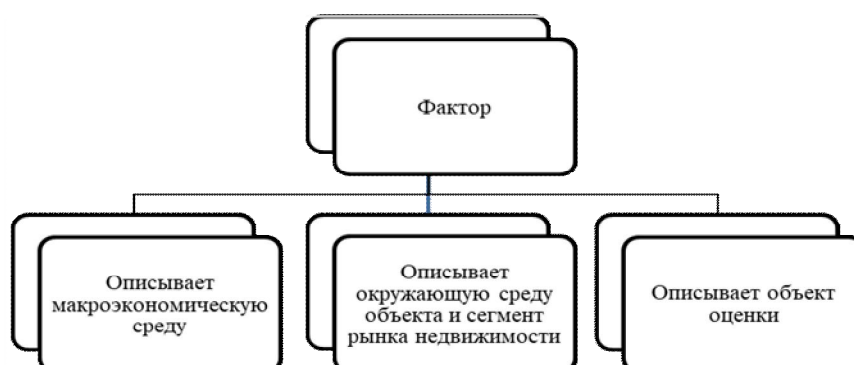 Фактор
Описывает
макроэкономическую
среду
Описывает
окружающую среду
объекта и сегмент
рынка недвижимости
Описывает объект
оценки